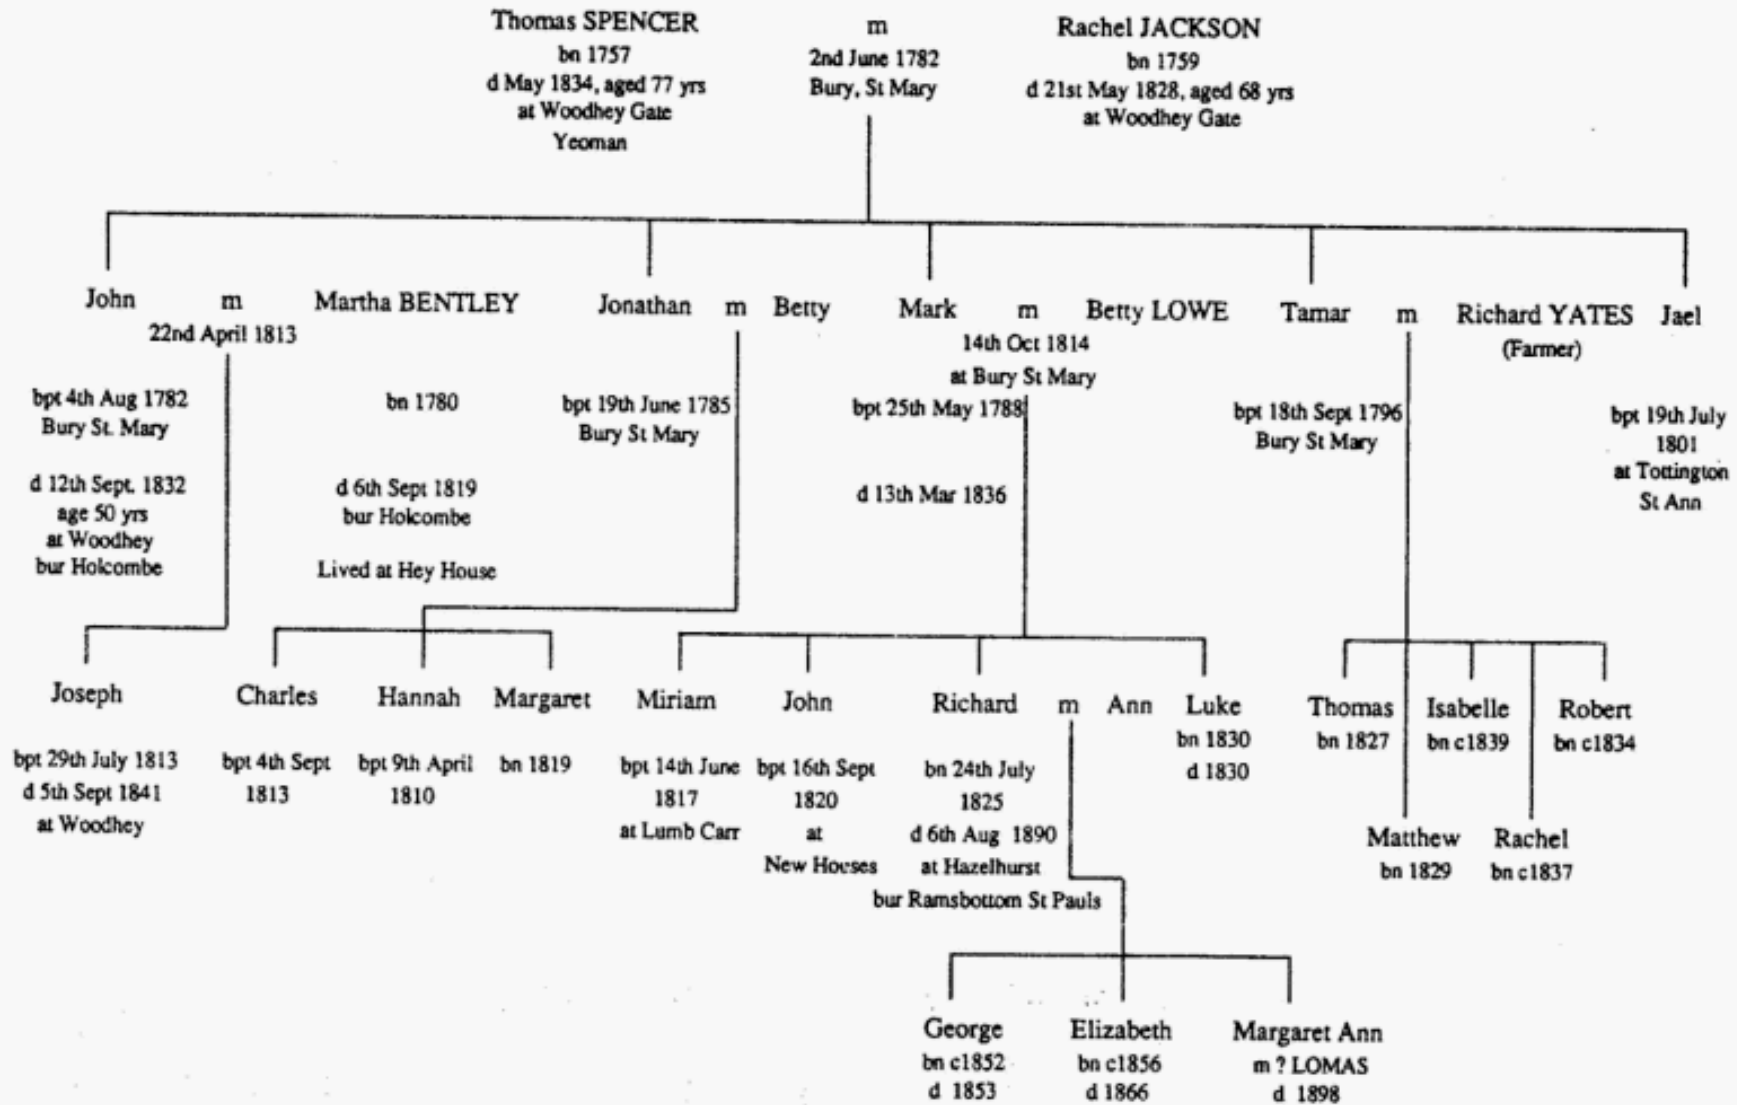 Thomas SPENCER
bn 1757
d May 1834, aged 77 yrs
at Woodhey Gate
Yeoman
m
2nd June 1782
Bury, St Mary
Rachel JACKSON
bn 1759
d 21st May 1828, aged 68 yrs
at Woodhey Gate
John
m
22nd April 1813
Martha BENTLEY
bpt 4th Aug 1782
Bury St. Mary
d 12th Sept. 1832
age 50 yrs
at Woodhey
bur Holcombe
bn 1780
d 6th Sept 1819
bur Holcombe
Lived at Hey House
Jonathan
m
Betty
bpt 19th June 1785
Bury St Mary
Mark
m
14th Oct 1814
at Bury St Mary
Betty LOWE
bpt 25th May 1788
d 13th Mar 1836
Tamar
m
Richard YATES
(Farmer)
bpt 18th Sept 1796
Bury St Mary
Jael
bpt 19th July
1801
at Tottington
St Ann
Joseph
bpt 29th July 1813
d 5th Sept 1841
at Woodhey
Charles
bpt 4th Sept
1813
Hannah
bpt 9th April
1810
Margaret
bn 1819
Miriam
bpt 14th June
1817
at Lumb Carr
John
bpt 16th Sept
1820
at
New Houses
Richard
m
Ann
bn 24th July
1825
d 6th Aug 1890
at Hazelhurst
bur Ramsbottom St Pauls
Luke
bn 1830
d 1830
Thomas
bn 1827
Isabelle
bn c1839
Robert
bn c1834
Matthew
bn 1829
Rachel
bn c1837
George
bn c1852
d 1853
Elizabeth
bn c1856
d 1866
Margaret Ann
m ? LOMAS
d 1898